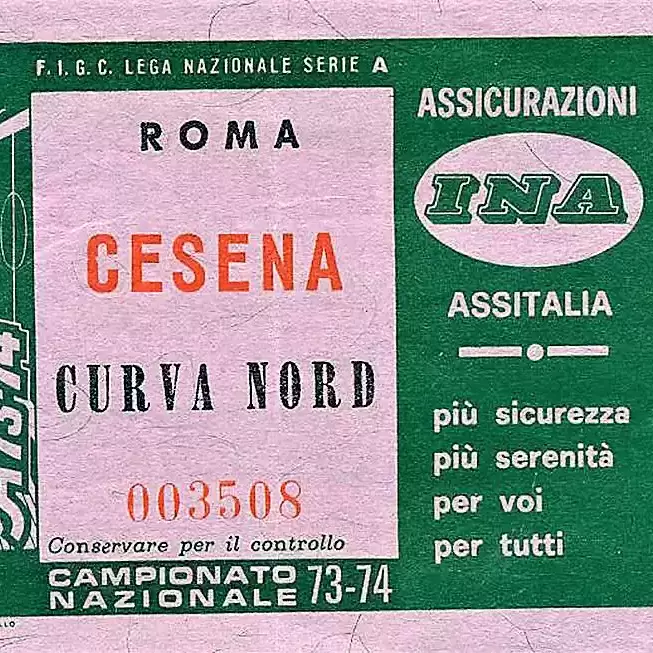 F. I. G. C. LEGA NAZIONALE SERIE A
ROMA
CESENA
CURVA NORD
003508
Conservare per il controllo
CAMPIONATO
NAZIONALE 73-74
ASSICURAZIONI
INA
ASSITALIA
più sicurezza
più serenità
per voi
per tutti